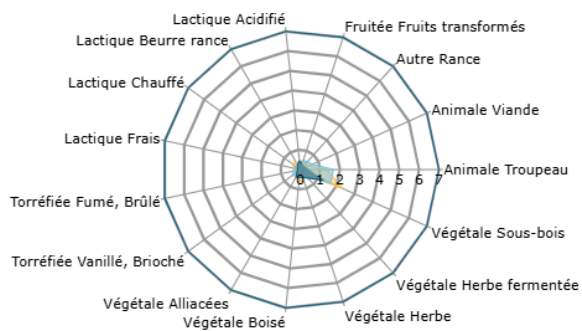 Lactique Acidifié
Fruitée Fruits transformés
Lactique Beurre rance
Autre Rance
Lactique Chauffé
Animale Viande
Lactique Frais
0 1 2 3 4 5 6 7
Animale Troupeau
Torréfiée Fumé, Brûlé
Végétale Sous-bois
Torréfiée Vanillé, Brioché
Végétale Herbe fermentée
Végétale Alliacées
Végétale Herbe
Végétale Boisé